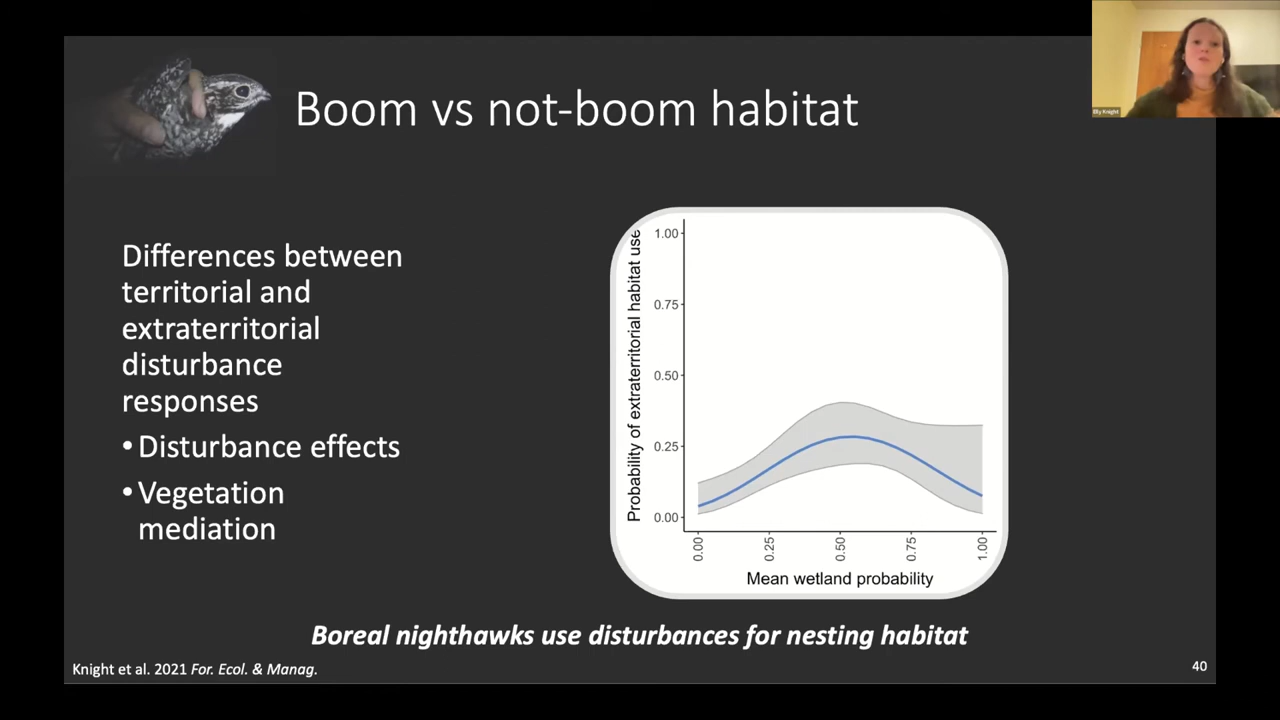 Elly Knight
Boom vs not-boom habitat
Differences between
territorial and
extraterritorial
disturbance
responses
•Disturbance effects
•Vegetation
mediation
Probability of extraterritorial habitat use
1.00
0.75
0.50
0.25
0.00
0.00
0.25
0.50
0.75
1.00
Mean wetland probability
Boreal nighthawks use disturbances for nesting habitat
Knight et al. 2021 For. Ecol. & Manag.
40